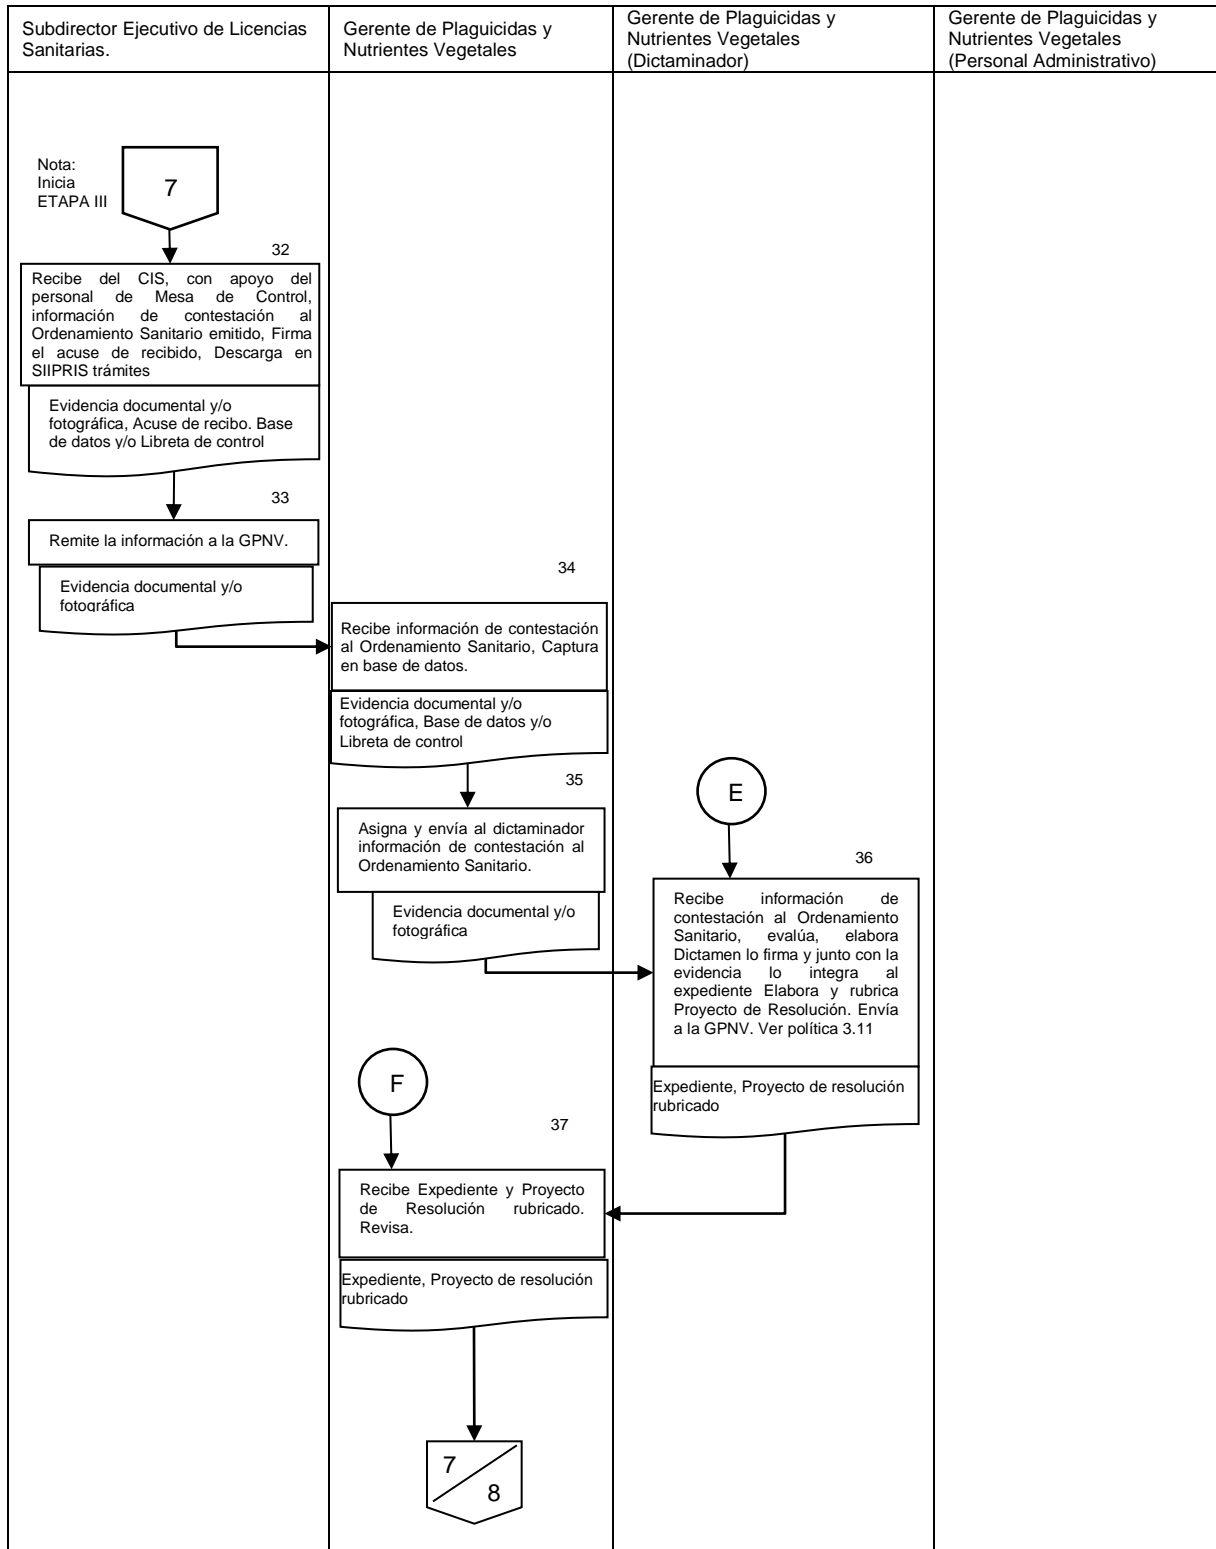 Subdirector Ejecutivo de Licencias
Sanitarias.
Gerente de Plaguicidas y
Nutrientes Vegetales
Gerente de Plaguicidas y
Nutrientes Vegetales
(Dictaminador)
Gerente de Plaguicidas y
Nutrientes Vegetales
(Personal Administrativo)
Nota:
Inicia
ETAPA III
7
32
Recibe del CIS, con apoyo del
personal de Mesa de Control,
información de contestación al
Ordenamiento Sanitario emitido, Firma
el acuse de recibido, Descarga en
SIIPRIS trámites
Evidencia documental y/o
fotográfica, Acuse de recibo. Base
de datos y/o Libreta de control
33
Remite la información a la GPNV.
Evidencia documental y/o
fotográfica
34
Recibe información de contestación
al Ordenamiento Sanitario, Captura
en base de datos.
Evidencia documental y/o
fotográfica, Base de datos y/o
Libreta de control
35
Asigna y envía al dictaminador
información de contestación al
Ordenamiento Sanitario.
Evidencia documental y/o
fotográfica
E
36
Recibe información de
contestación al Ordenamiento
Sanitario, evalúa, elabora
Dictamen lo firma y junto con la
evidencia lo integra al
expediente Elabora y rubrica
Proyecto de Resolución. Envía
a la GPNV. Ver política 3.11
Expediente, Proyecto de resolución
rubricado
F
37
Recibe Expediente y Proyecto
de Resolución rubricado.
Revisa.
Expediente, Proyecto de resolución
rubricado
7
8